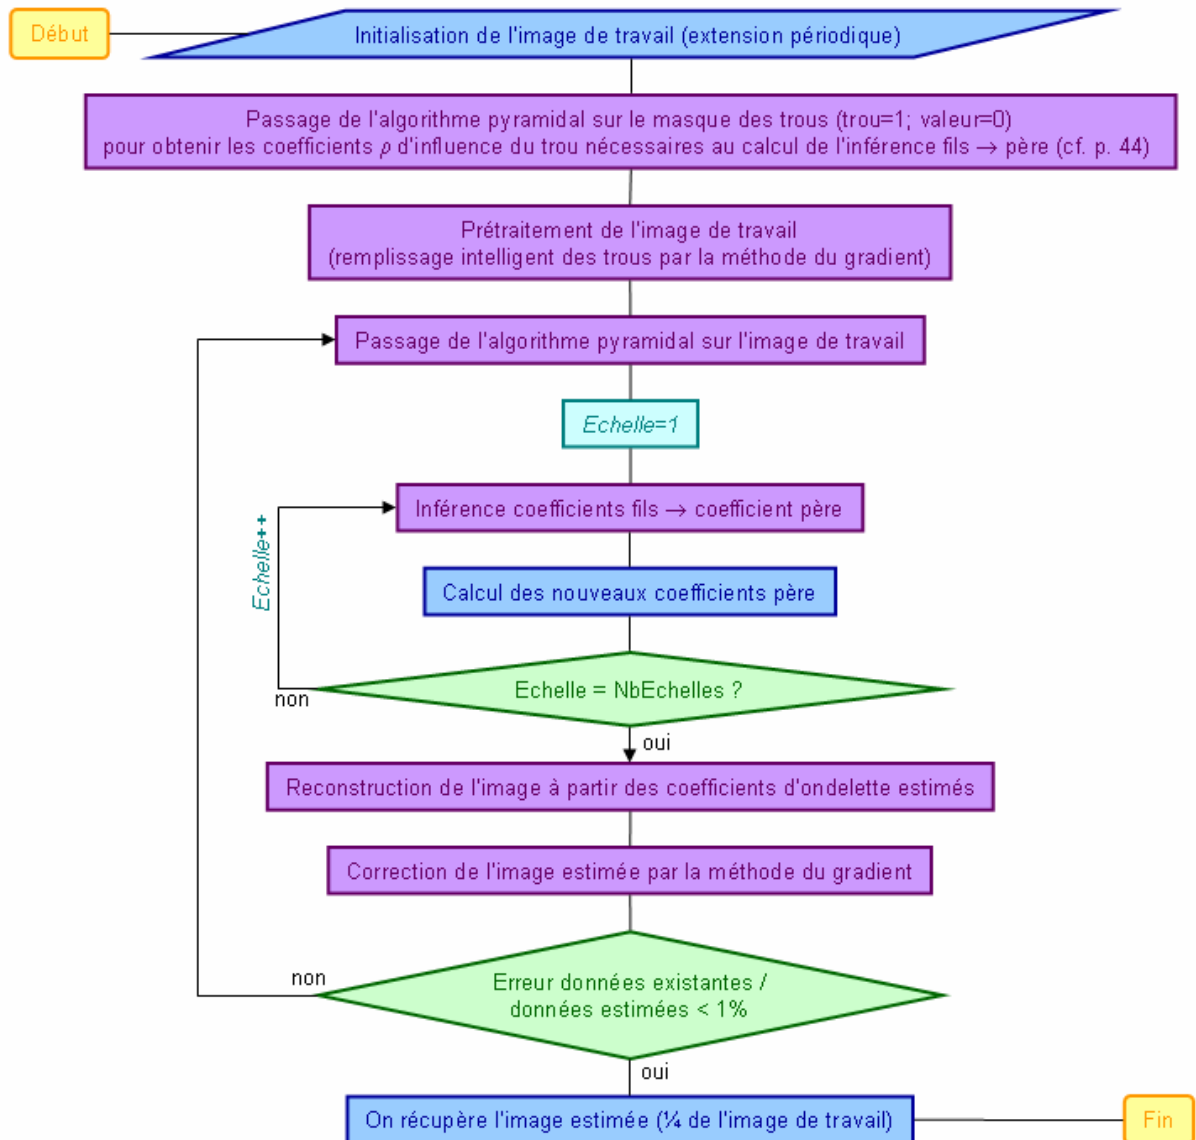 Début
Initialisation de l'image de travail (extension périodique)
Passage de l'algorithme pyramidal sur le masque des trous (trou=1; valeur=0)
pour obtenir les coefficients ρ d'influence du trou nécessaires au calcul de l'inférence fils → père (cf. p. 44)
Prétraitement de l'image de travail
(remplissage intelligent des trous par la méthode du gradient)
Passage de l'algorithme pyramidal sur l'image de travail
Echelle=1
Inférence coefficients fils → coefficient père
Echelle++
Calcul des nouveaux coefficients père
Echelle = NbEchelles ?
non
oui
Reconstruction de l'image à partir des coefficients d'ondelette estimés
Correction de l'image estimée par la méthode du gradient
non
Erreur données existantes /
données estimées < 1%
oui
On récupère l'image estimée (¼ de l'image de travail)
Fin